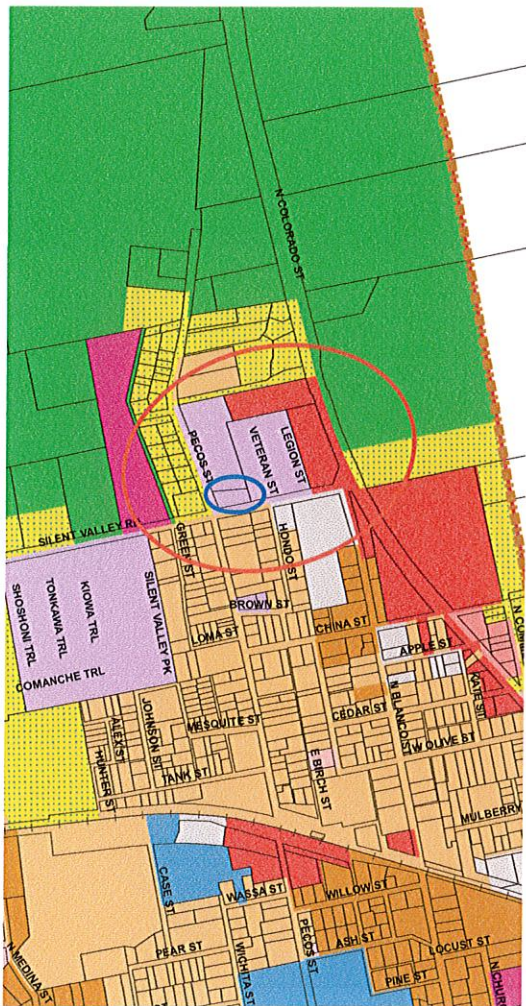 N COLORADO ST
PECOS ST
VETERAN ST
LEGION ST
SILENT VALLEY R
GREEN ST
HONDO ST
KIOWA TRL
TONKAWA TRL
SHOSHONI TRL
SILENT VALLEY PK
BROWN ST
LOMA ST
CHINA ST
APPLE ST
COMANCHE TRL
JOHNSON S
ALEX ST
HUNTER ST
MESQUITE ST
CEDAR ST
N BLANCO ST
KATE ST
TANK ST
E BIRCH ST
W OLIVE ST
MULBERRY
CASE ST
WASSA ST
WILLOW ST
PEAR ST
WICHITA ST
PECOS ST
ASH ST
LOCUST ST
N MEDINA ST
PINE ST
N CHUR